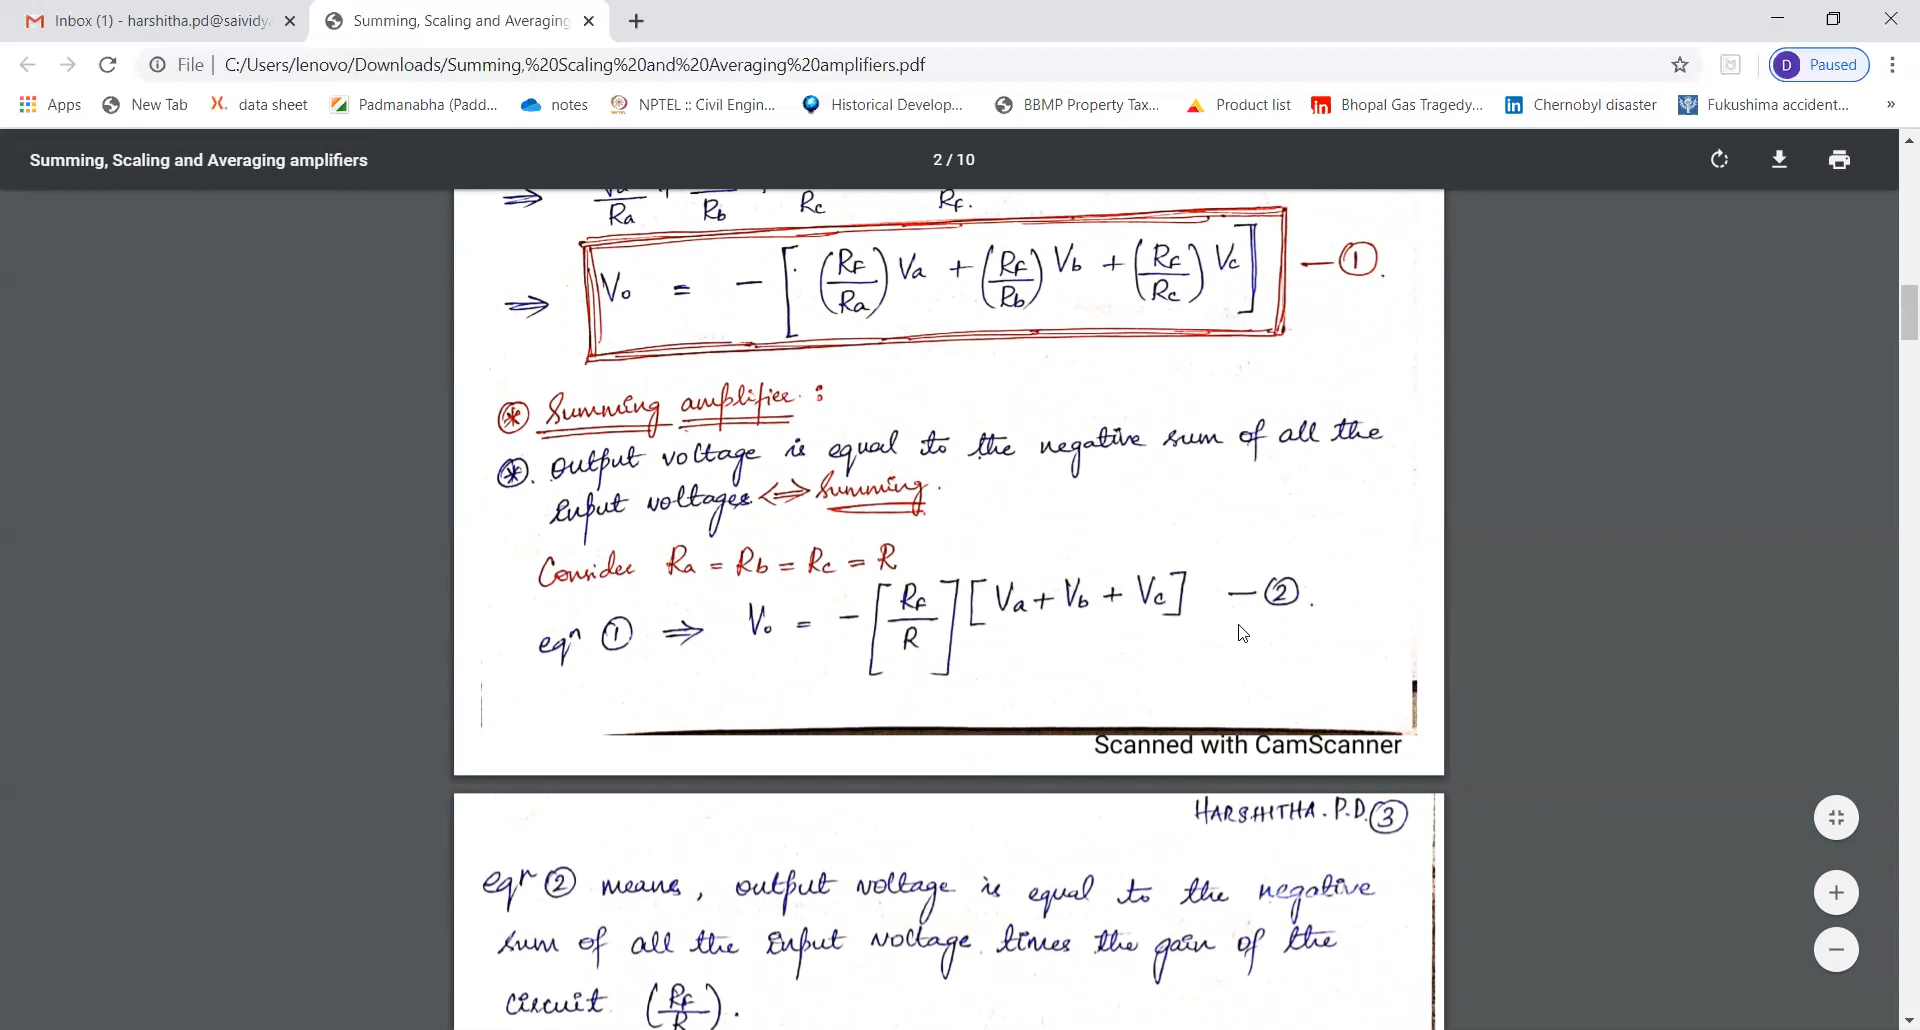 Inbox (1) - harshitha.pd@saividy
Summing, Scaling and Averaging
File | C:/Users/lenovo/Downloads/Summing,%20Scaling%20and%20Averaging%20amplifiers.pdf
D Paused
Apps New Tab X. data sheet Padmanabha (Padd... notes NPTEL :: Civil Engin... Historical Develop... BBMP Property Tax... Product list Bhopal Gas Tragedy... Chernobyl disaster Fukushima accident... »
Summing, Scaling and Averaging amplifiers 2 / 10
⇒ Va/Ra + /Rb /Rc /Rf.
⇒ Vo = - [ (RF/Ra) Va + (RF/Rb) Vb + (RF/Rc) Vc ] — ①.
⊛ Summing amplifier :
⊛. Output voltage is equal to the negative sum of all the
input voltages ⇔ Summing.
Consider Ra = Rb = Rc = R
eqn ① ⇒ Vo = - [RF/R] [Va + Vb + Vc] — ②.
Scanned with CamScanner
HARSHITHA. P.D. ③
eqn ② means, output voltage is equal to the negative
sum of all the input voltage times the gain of the
circuit (RF/R).